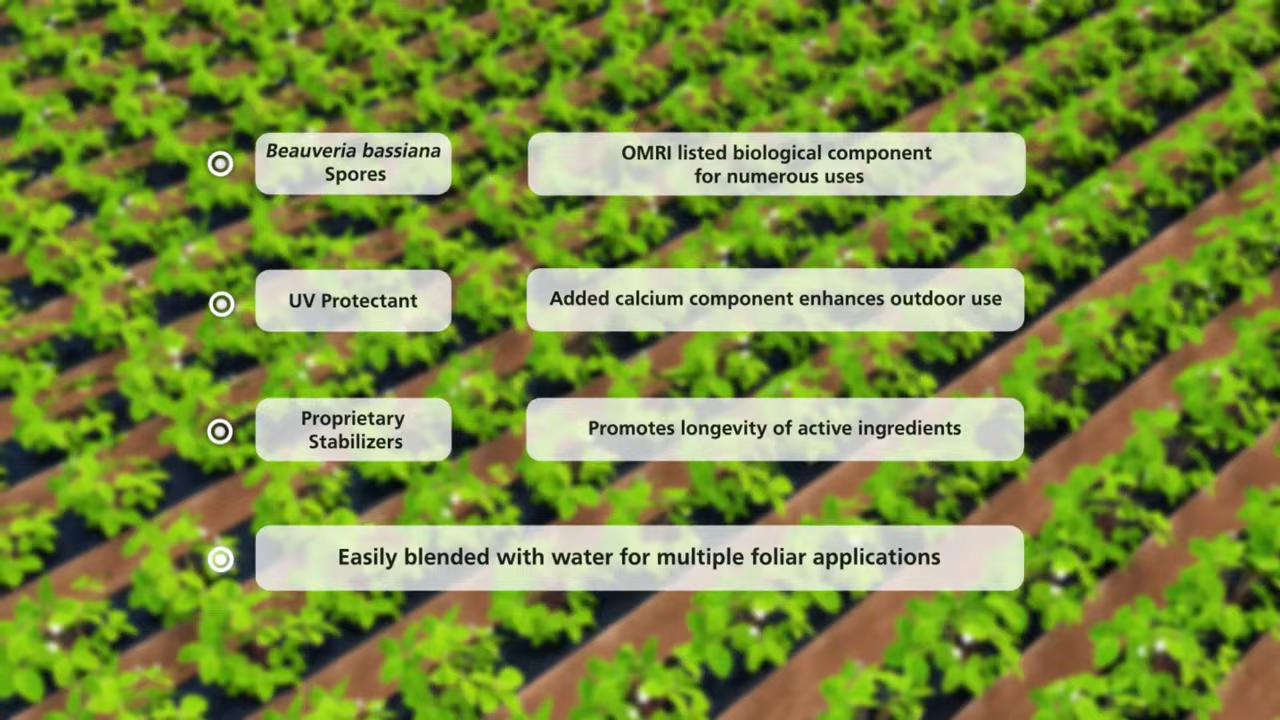 Beauveria bassiana
Spores
OMRI listed biological component
for numerous uses
UV Protectant
Added calcium component enhances outdoor use
Proprietary
Stabilizers
Promotes longevity of active ingredients
Easily blended with water for multiple foliar applications